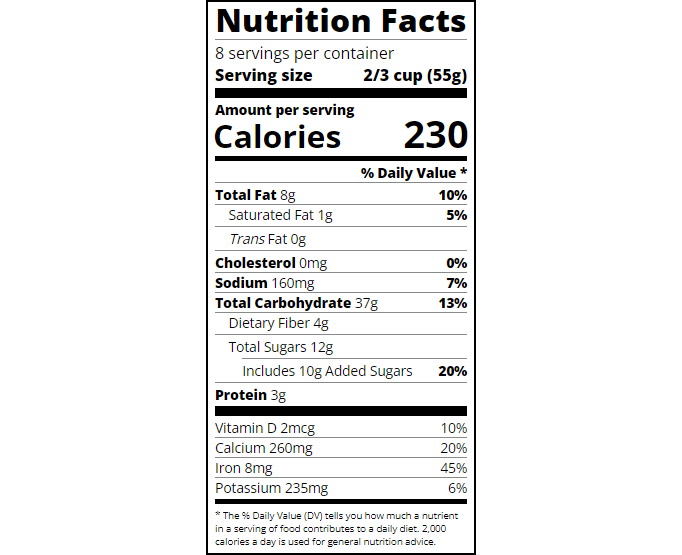 Nutrition Facts
8 servings per container
Serving size 2/3 cup (55g)
Amount per serving
Calories 230
% Daily Value *
Total Fat 8g 10%
Saturated Fat 1g 5%
Trans Fat 0g
Cholesterol 0mg 0%
Sodium 160mg 7%
Total Carbohydrate 37g 13%
Dietary Fiber 4g
Total Sugars 12g
Includes 10g Added Sugars 20%
Protein 3g
Vitamin D 2mcg 10%
Calcium 260mg 20%
Iron 8mg 45%
Potassium 235mg 6%
* The % Daily Value (DV) tells you how much a nutrient
in a serving of food contributes to a daily diet. 2,000
calories a day is used for general nutrition advice.